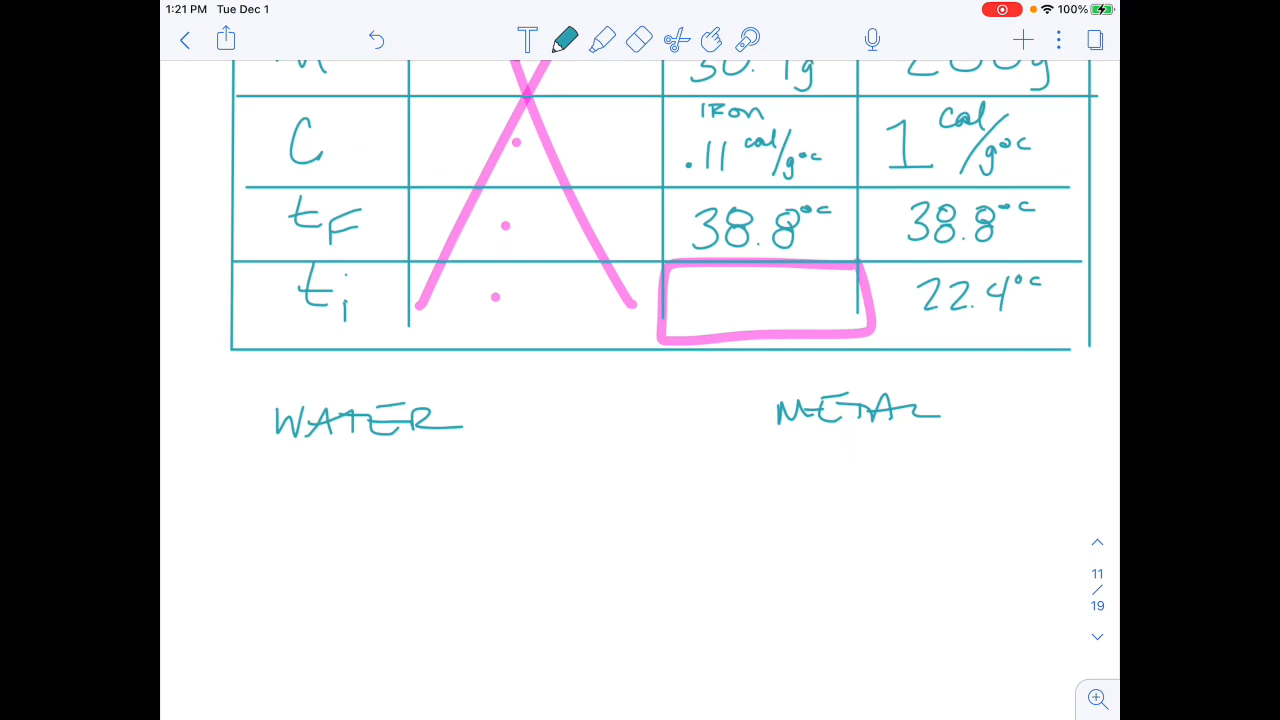 1:21 PM Tue Dec 1 100%
T
C IRon .11 cal/g°C 1 cal/g°C
tF 38.8°C 38.8°C
ti 22.4°C
WATER METAL
11
/
19